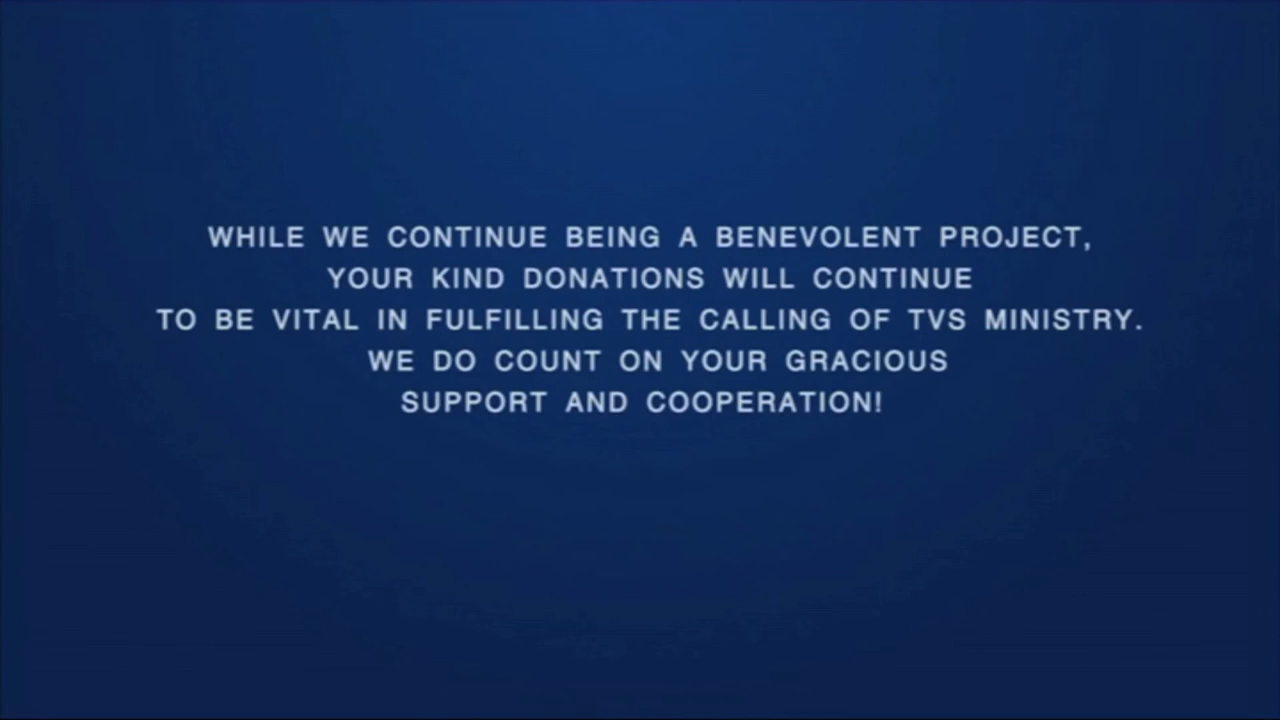 WHILE WE CONTINUE BEING A BENEVOLENT PROJECT,
YOUR KIND DONATIONS WILL CONTINUE
TO BE VITAL IN FULFILLING THE CALLING OF TVS MINISTRY.
WE DO COUNT ON YOUR GRACIOUS
SUPPORT AND COOPERATION!